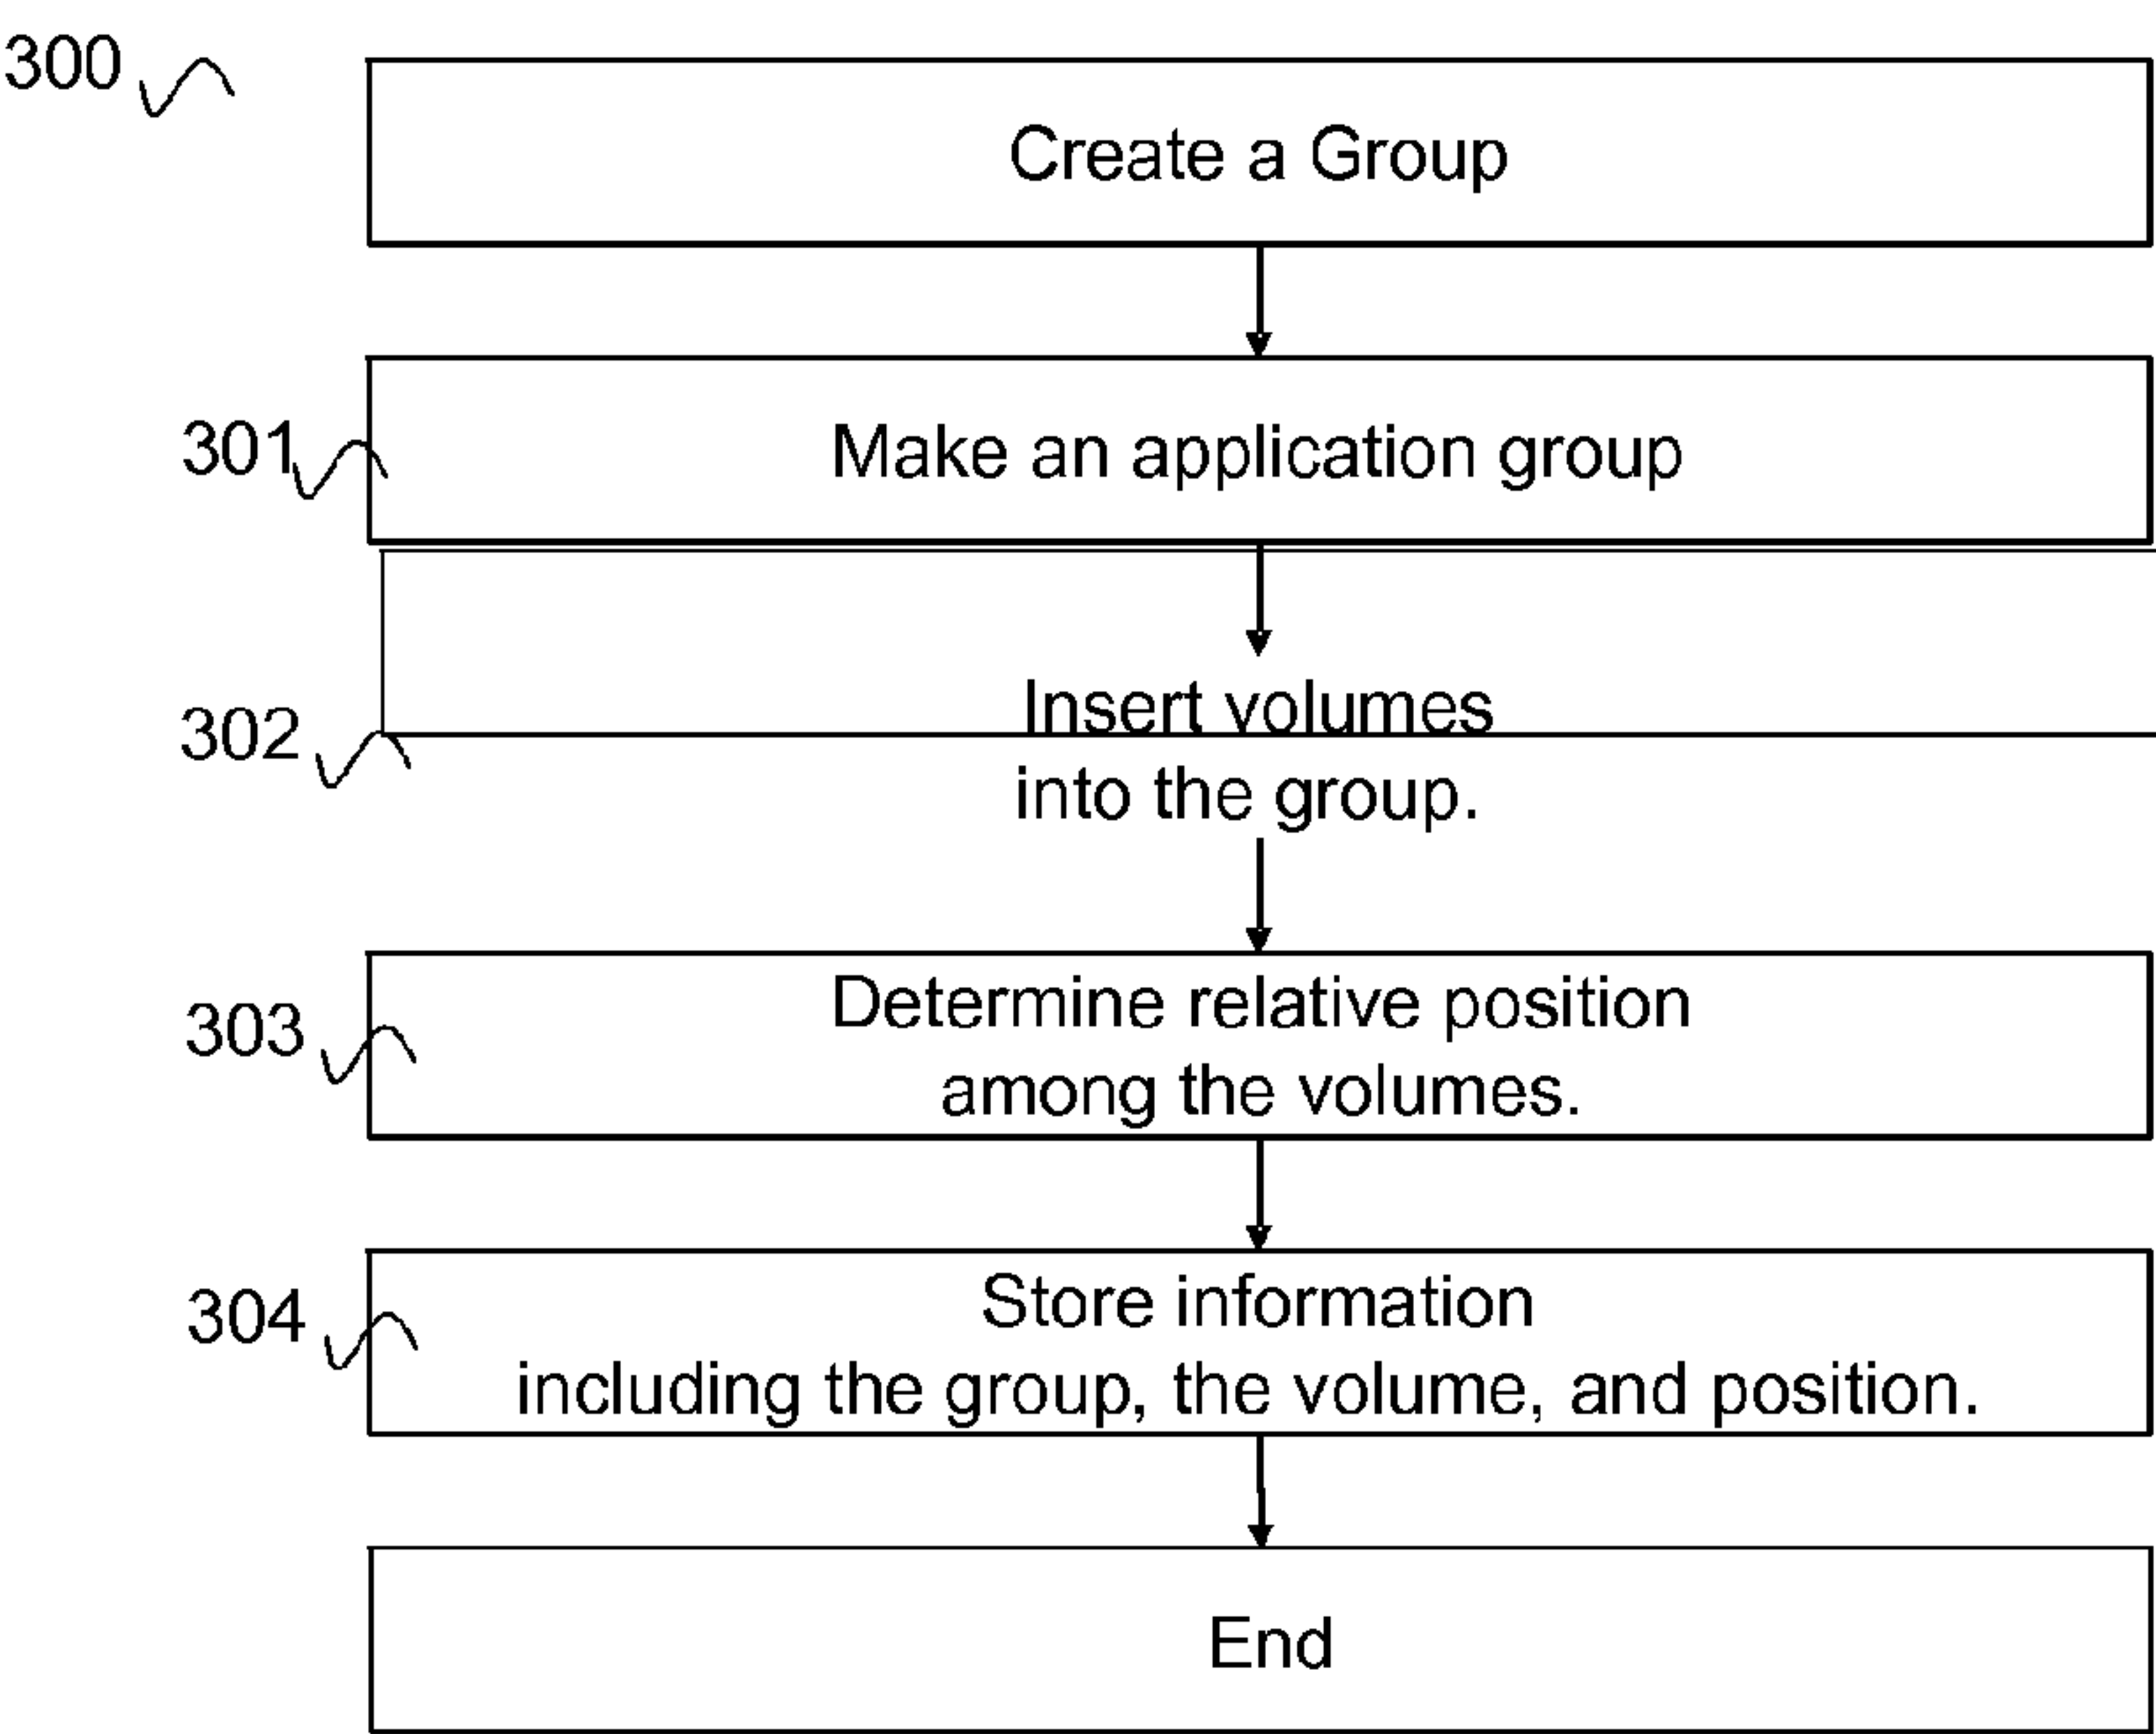 300
Create a Group
301
Make an application group
302
Insert volumes
into the group.
303
Determine relative position
among the volumes.
304
Store information
including the group, the volume, and position.
End